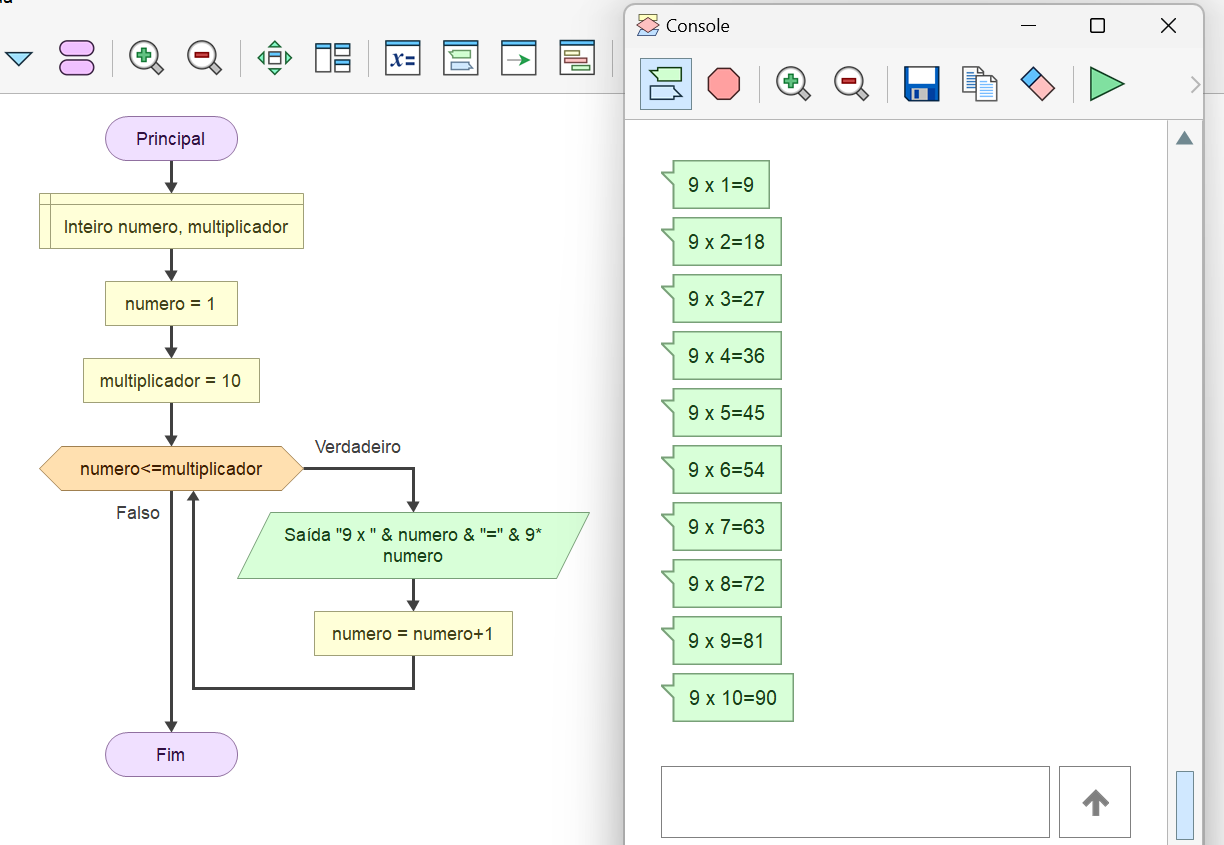 Principal
Inteiro numero, multiplicador
numero = 1
multiplicador = 10
numero<=multiplicador
Verdadeiro
Falso
Saída "9 x " & numero & "=" & 9*
numero
numero = numero+1
Fim
x=
Console
9 x 1=9
9 x 2=18
9 x 3=27
9 x 4=36
9 x 5=45
9 x 6=54
9 x 7=63
9 x 8=72
9 x 9=81
9 x 10=90